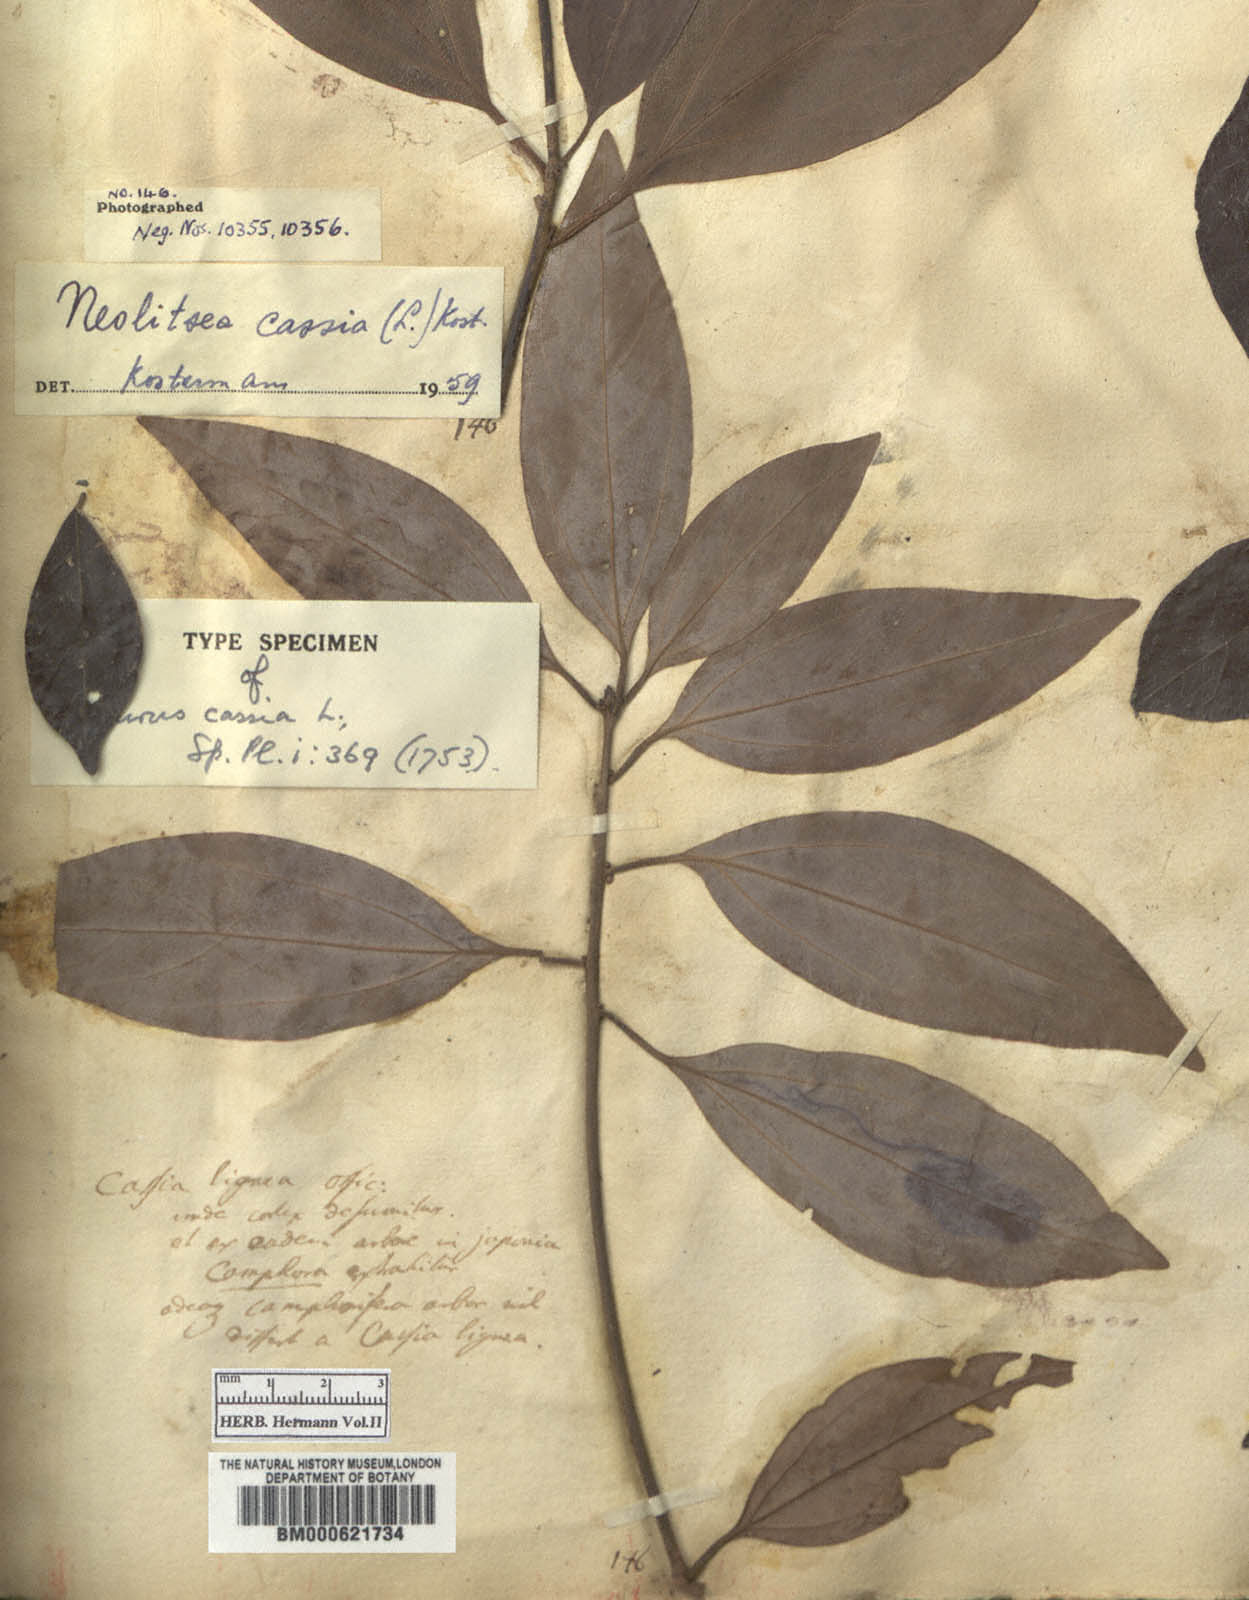 No. 146.
Photographed
Neg. Nos. 10355, 10356.
Neolitsea cassia (L.) Kost.
DET. Kostermans 1959
146
TYPE SPECIMEN
of
urus cassia L.,
Sp. Pl. i: 369 (1753).
Cassia lignea offic:
unde cortex desumitur.
et ex eadem arbore in japonia
Camphora extrahitur
adeoq camphorifera arbor nil
differt a Cassia lignea.
mm 1 2 3
HERB. Hermann Vol.II
THE NATURAL HISTORY MUSEUM,LONDON
DEPARTMENT OF BOTANY
BM000621734
146